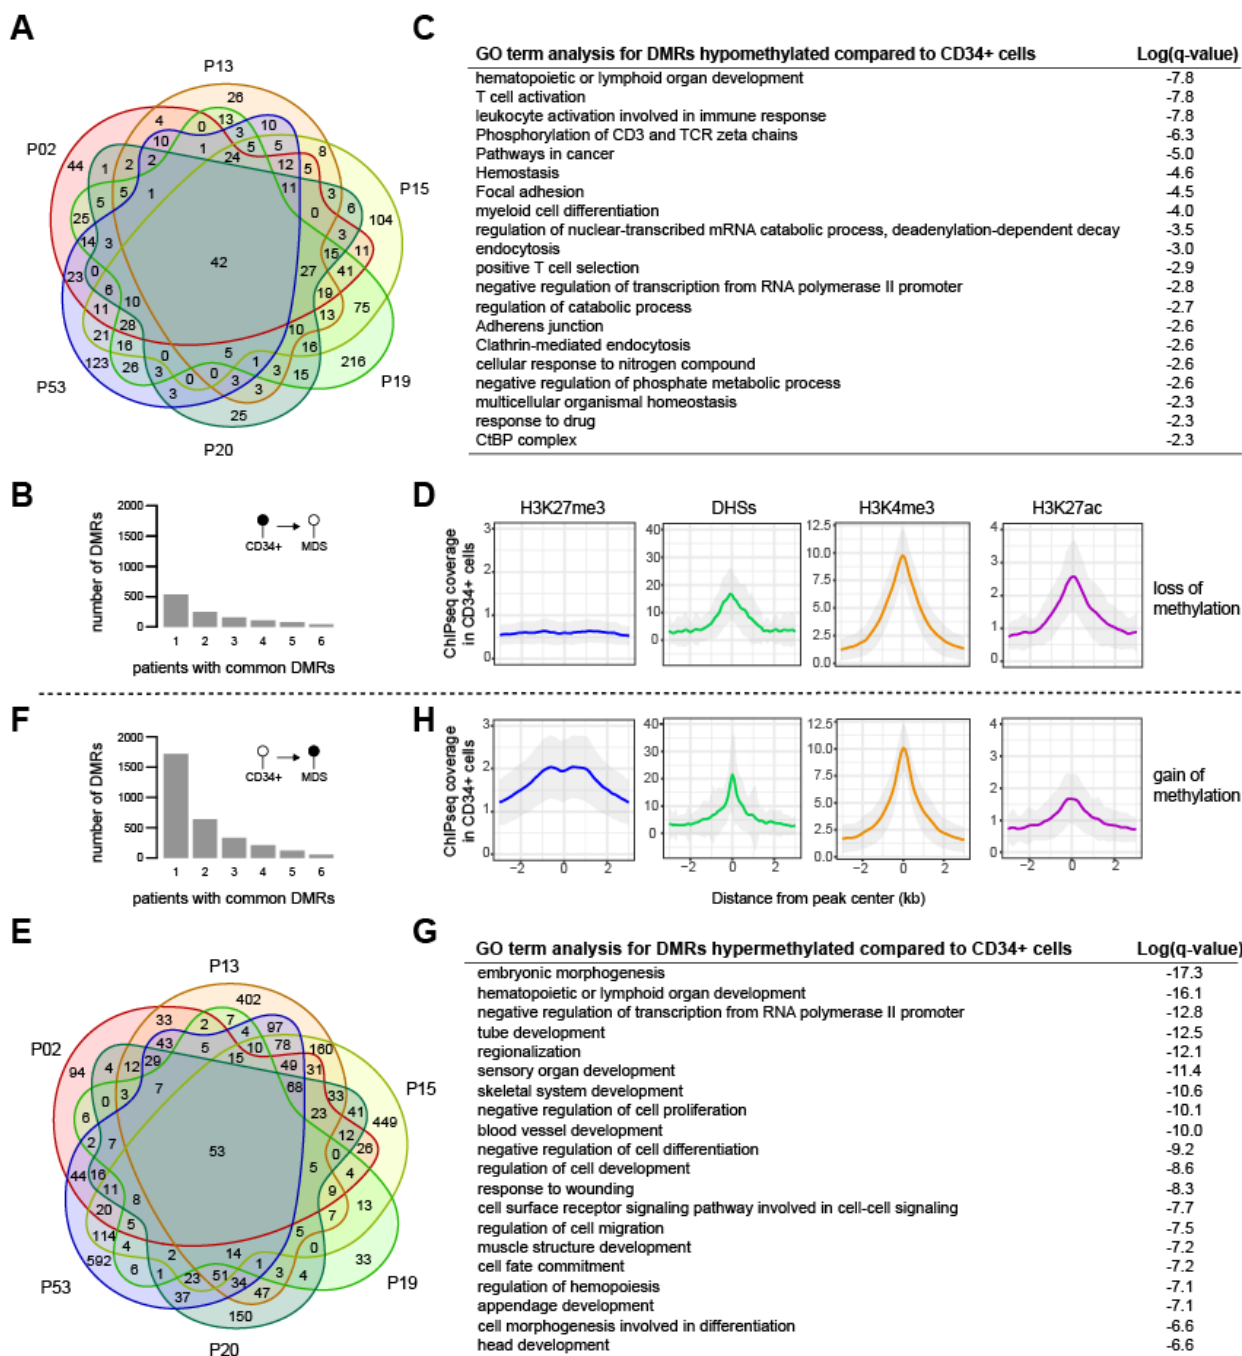 A
P13
P02
P15
P53
P19
P20
26
4
0
13
10
10
3
5
5
8
44
1
2
2
1
24
12
5
5
1
11
3
6
104
5
25
0
3
11
14
3
42
15
23
0
27
41
6
10
19
75
11
28
13
21
16
10
123
26
0
5
1
16
216
3
0
0
3
3
15
3
3
25
C
GO term analysis for DMRs hypomethylated compared to CD34+ cells Log(q-value)
hematopoietic or lymphoid organ development -7.8
T cell activation -7.8
leukocyte activation involved in immune response -7.8
Phosphorylation of CD3 and TCR zeta chains -6.3
Pathways in cancer -5.0
Hemostasis -4.6
Focal adhesion -4.5
myeloid cell differentiation -4.0
regulation of nuclear-transcribed mRNA catabolic process, deadenylation-dependent decay -3.5
endocytosis -3.0
positive T cell selection -2.9
negative regulation of transcription from RNA polymerase II promoter -2.8
regulation of catabolic process -2.7
Adherens junction -2.6
Clathrin-mediated endocytosis -2.6
cellular response to nitrogen compound -2.6
negative regulation of phosphate metabolic process -2.6
multicellular organismal homeostasis -2.3
response to drug -2.3
CtBP complex -2.3
B
number of DMRs
2000
1500
1000
500
0
CD34+ MDS
1 2 3 4 5 6
patients with common DMRs
D
ChIPseq coverage
in CD34+ cells
H3K27me3 DHSs H3K4me3 H3K27ac
3
2
1
0
40
30
20
10
0
12.5
10.0
7.5
5.0
2.5
0.0
4
3
2
1
0
loss of
methylation
F
number of DMRs
2000
1500
1000
500
0
CD34+ MDS
1 2 3 4 5 6
patients with common DMRs
H
ChIPseq coverage
in CD34+ cells
3
2
1
0
40
30
20
10
0
12.5
10.0
7.5
5.0
2.5
0.0
4
3
2
1
0
gain of
methylation
−2 0 2 −2 0 2 −2 0 2 −2 0 2
Distance from peak center (kb)
E
P13
P02
P15
P53
P19
P20
402
33
2
7
97
4
43
5
10
78
160
94
4
12
29
15
49
31
0
3
7
68
33
6
23
41
449
2
7
53
12
0
26
44
16
5
4
11
8
9
13
20
5
7
114
4
2
14
5
0
592
6
1
23
51
1
3
4
33
37
34
47
150
G
GO term analysis for DMRs hypermethylated compared to CD34+ cells Log(q-value)
embryonic morphogenesis -17.3
hematopoietic or lymphoid organ development -16.1
negative regulation of transcription from RNA polymerase II promoter -12.8
tube development -12.5
regionalization -12.1
sensory organ development -11.4
skeletal system development -10.6
negative regulation of cell proliferation -10.1
blood vessel development -10.0
negative regulation of cell differentiation -9.2
regulation of cell development -8.6
response to wounding -8.3
cell surface receptor signaling pathway involved in cell-cell signaling -7.7
regulation of cell migration -7.5
muscle structure development -7.2
cell fate commitment -7.2
regulation of hemopoiesis -7.1
appendage development -7.1
cell morphogenesis involved in differentiation -6.6
head development -6.6